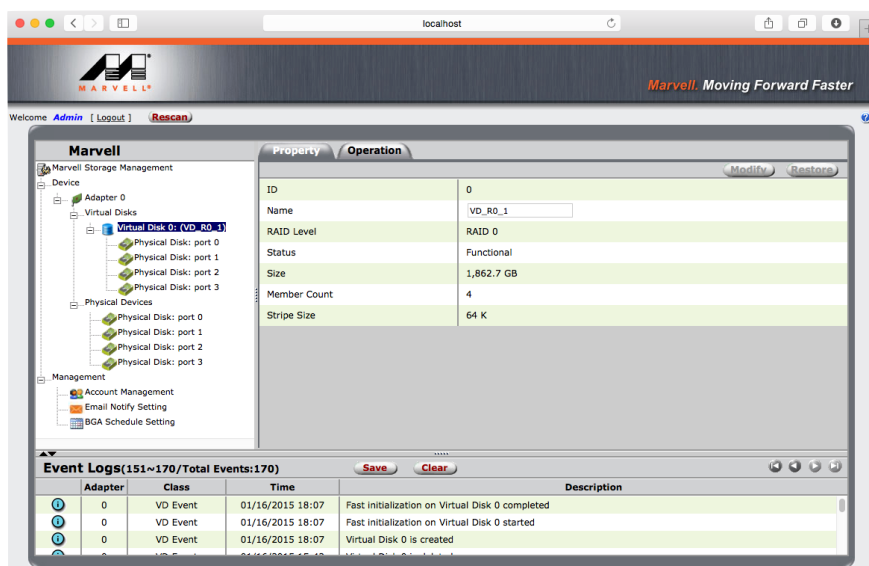 localhost
MARVELL®
Marvell. Moving Forward Faster
Welcome Admin [ Logout ] Rescan
Marvell
Marvell Storage Management
Device
Adapter 0
Virtual Disks
Virtual Disk 0: (VD_R0_1)
Physical Disk: port 0
Physical Disk: port 1
Physical Disk: port 2
Physical Disk: port 3
Physical Devices
Physical Disk: port 0
Physical Disk: port 1
Physical Disk: port 2
Physical Disk: port 3
Management
Account Management
Email Notify Setting
BGA Schedule Setting
Property Operation
Modify Restore
ID 0
Name VD_R0_1
RAID Level RAID 0
Status Functional
Size 1,862.7 GB
Member Count 4
Stripe Size 64 K
Event Logs(151~170/Total Events:170) Save Clear
Adapter Class Time Description
0 VD Event 01/16/2015 18:07 Fast initialization on Virtual Disk 0 completed
0 VD Event 01/16/2015 18:07 Fast initialization on Virtual Disk 0 started
0 VD Event 01/16/2015 18:07 Virtual Disk 0 is created